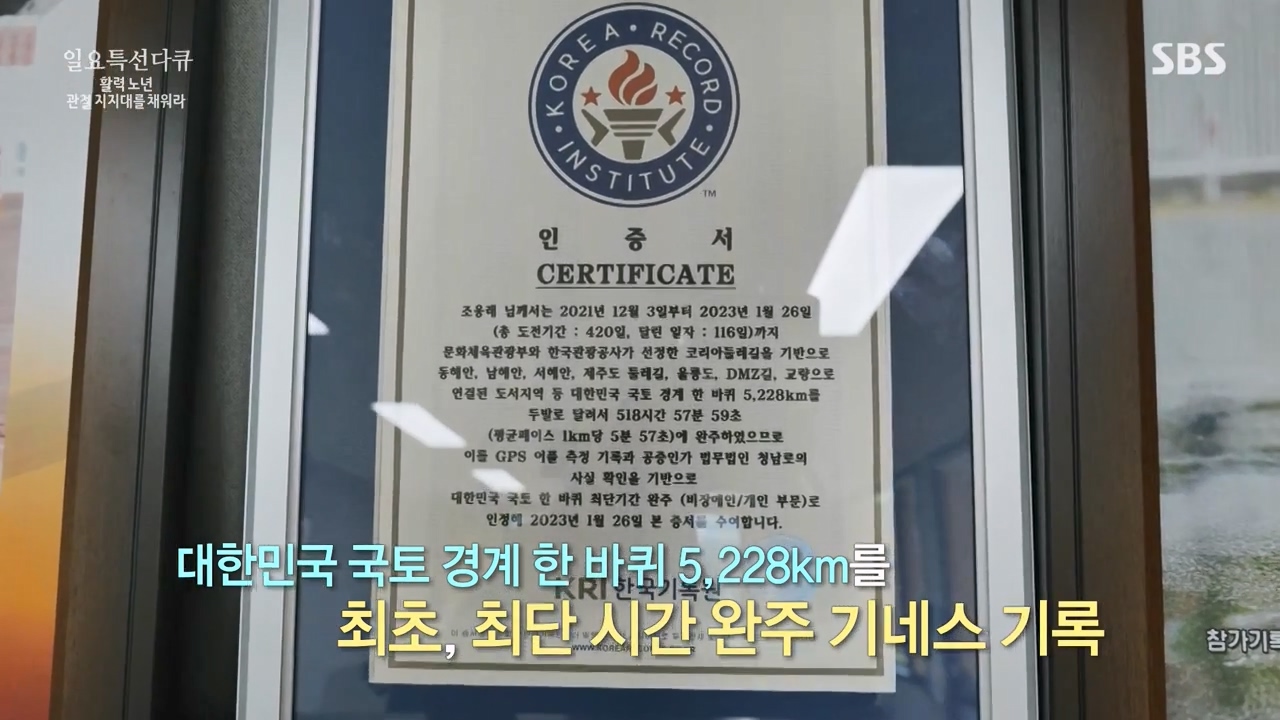 일요특선다큐
활력 노년
관절 지지대를 채워라
SBS
KOREA RECORD INSTITUTE
TM
인 증 서
CERTIFICATE
조웅래 님께서는 2021년 12월 3일부터 2023년 1월 26일
(총 도전기간 : 420일, 달린 일자 : 116일)까지
문화체육관광부와 한국관광공사가 선정한 코리아둘레길을 기반으로
동해안, 남해안, 서해안, 제주도 둘레길, 울릉도, DMZ길, 교량으로
연결된 도서지역 등 대한민국 국토 경계 한 바퀴 5,228km를
두발로 달려서 518시간 57분 59초
(평균페이스 1km당 5분 57초)에 완주하였으므로
이를 GPS 이를 측정 기록과 공증인가 법무법인 청남로의
사실 확인을 기반으로
대한민국 국토 한 바퀴 최단기간 완주 (비장애인/개인 부문)로
인정해 2023년 1월 26일 본 증서를 수여합니다.
대한민국 국토 경계 한 바퀴 5,228km를
KRI 한국기록원
최초, 최단 시간 완주 기네스 기록
참가기록